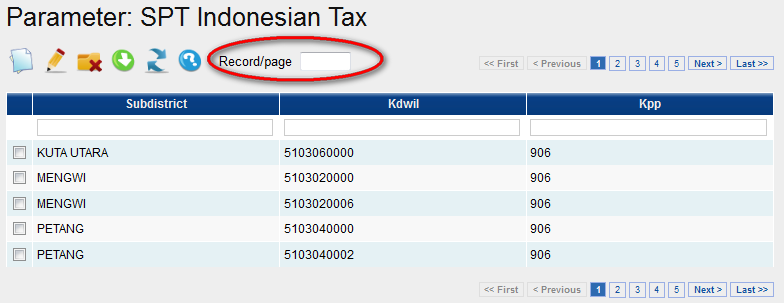 Parameter: SPT Indonesian Tax
Record/page << First < Previous 1 2 3 4 5 Next > Last >>
Subdistrict Kdwil Kpp
KUTA UTARA 5103060000 906
MENGWI 5103020000 906
MENGWI 5103020006 906
PETANG 5103040000 906
PETANG 5103040002 906
<< First < Previous 1 2 3 4 5 Next > Last >>